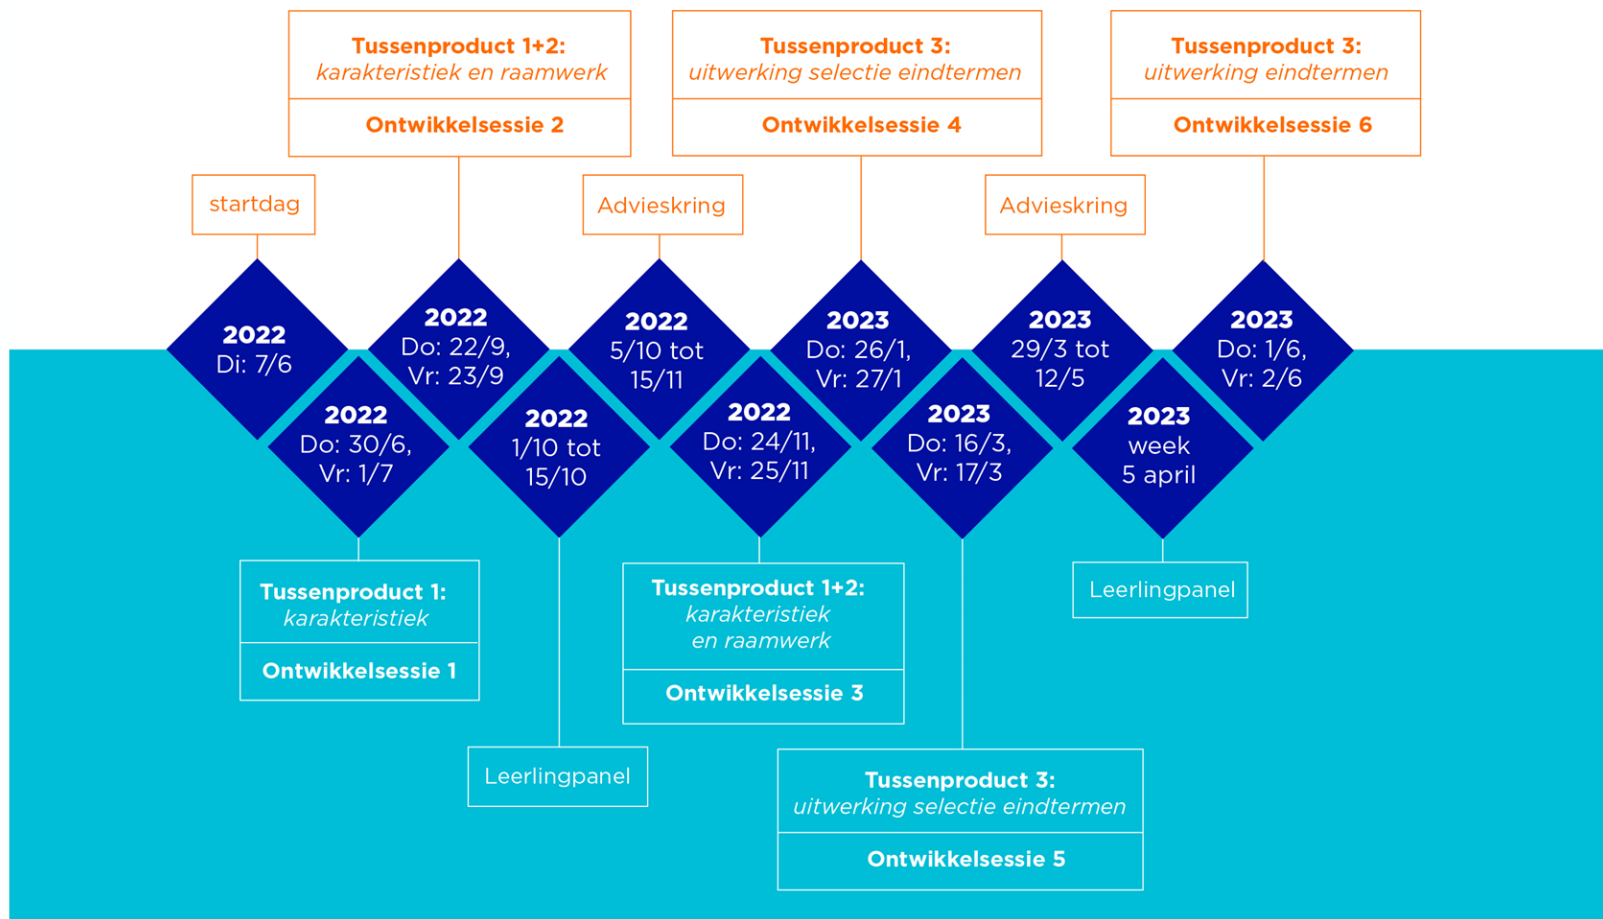 Tussenproduct 1+2:
karakteristiek en raamwerk
Ontwikkelsessie 2
Tussenproduct 3:
uitwerking selectie eindtermen
Ontwikkelsessie 4
Tussenproduct 3:
uitwerking eindtermen
Ontwikkelsessie 6
startdag
Advieskring
Advieskring
2022
Di: 7/6
2022
Do: 30/6,
Vr: 1/7
2022
Do: 22/9,
Vr: 23/9
2022
1/10 tot
15/10
2022
5/10 tot
15/11
2022
Do: 24/11,
Vr: 25/11
2023
Do: 26/1,
Vr: 27/1
2023
Do: 16/3,
Vr: 17/3
2023
29/3 tot
12/5
2023
week
5 april
2023
Do: 1/6,
Vr: 2/6
Tussenproduct 1:
karakteristiek
Ontwikkelsessie 1
Leerlingpanel
Tussenproduct 1+2:
karakteristiek
en raamwerk
Ontwikkelsessie 3
Tussenproduct 3:
uitwerking selectie eindtermen
Ontwikkelsessie 5
Leerlingpanel